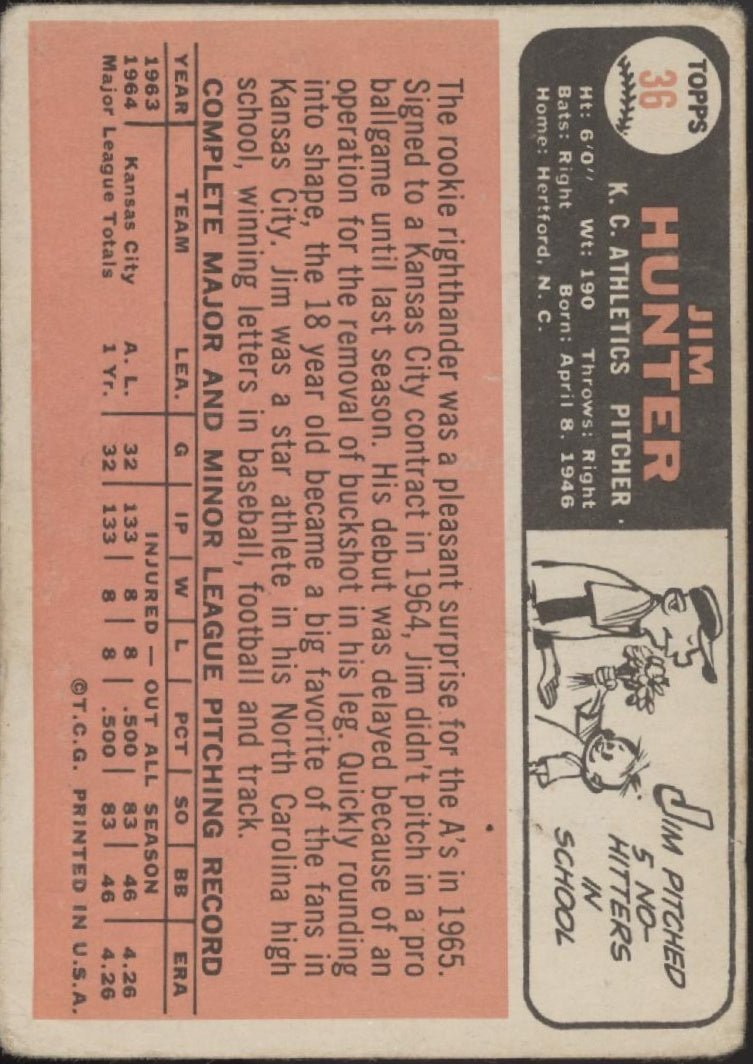 TOPPS
36
JIM
HUNTER
K. C. ATHLETICS PITCHER
Ht: 6'0" Wt: 190 Throws: Right
Bats: Right Born: April 8, 1946
Home: Hertford, N. C.
JIM PITCHED
5 NO-
HITTERS
IN
SCHOOL
The rookie righthander was a pleasant surprise for the A's in 1965.
Signed to a Kansas City contract in 1964, Jim didn't pitch in a pro
ballgame until last season. His debut was delayed because of an
operation for the removal of buckshot in his leg. Quickly rounding
into shape, the 18 year old became a big favorite of the fans in
Kansas City. Jim was a star athlete in his North Carolina high
school, winning letters in baseball, football and track.
COMPLETE MAJOR AND MINOR LEAGUE PITCHING RECORD
YEAR TEAM LEA. G IP W L PCT SO BB ERA
1963 INJURED — OUT ALL SEASON
1964 Kansas City A. L. 32 133 8 8 .500 83 46 4.26
Major League Totals 1 Yr. 32 133 8 8 .500 83 46 4.26
©T.C.G. PRINTED IN U.S.A.